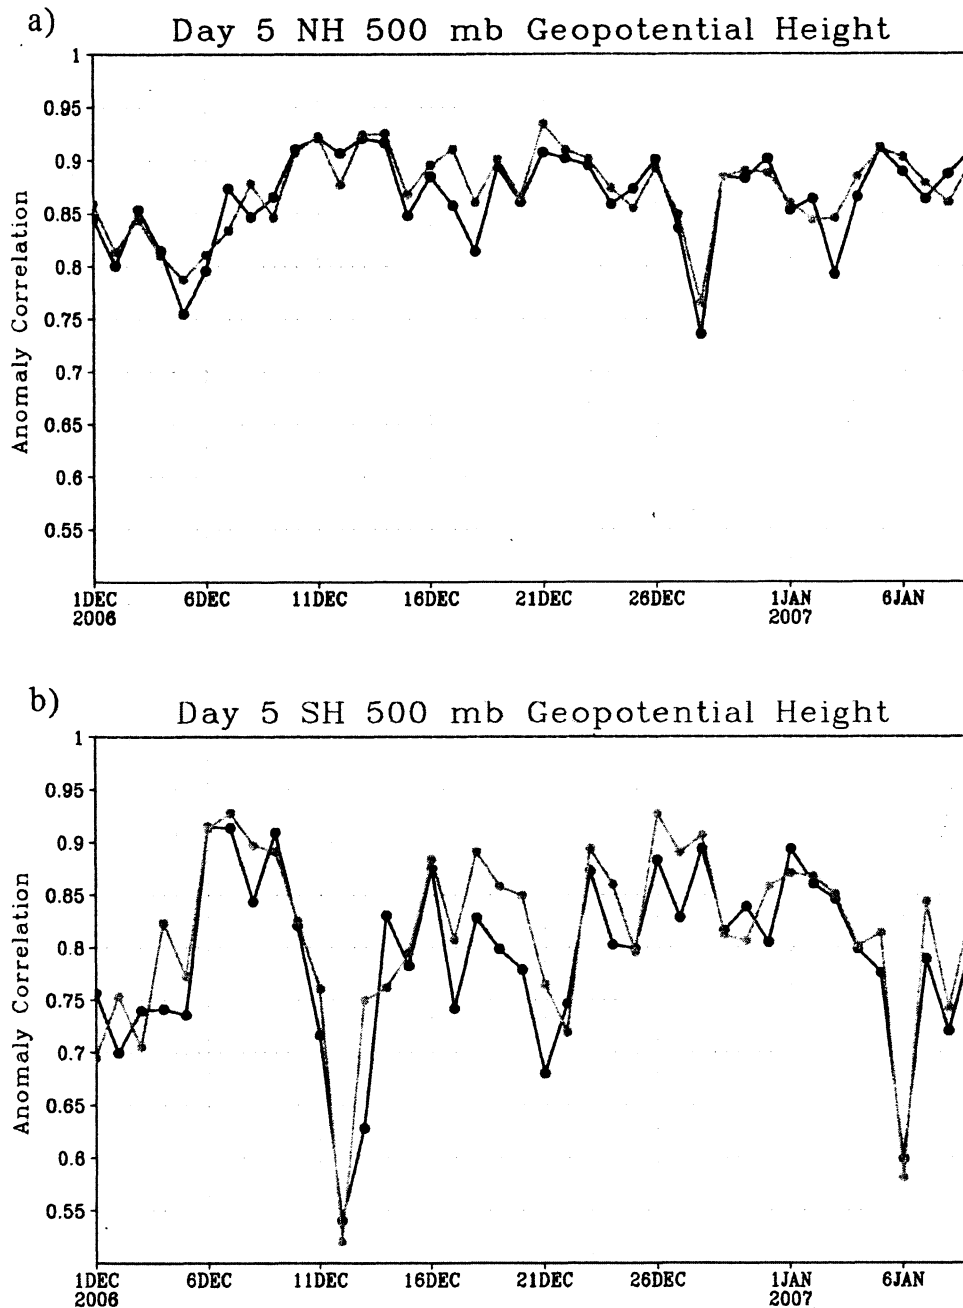 a)
Day 5 NH 500 mb Geopotential Height
Anomaly Correlation
1
0.95
0.9
0.85
0.8
0.75
0.7
0.65
0.6
0.55
1DEC 6DEC 11DEC 16DEC 21DEC 26DEC 1JAN 6JAN
2006 2007
b)
Day 5 SH 500 mb Geopotential Height
Anomaly Correlation
1
0.95
0.9
0.85
0.8
0.75
0.7
0.65
0.6
0.55
1DEC 6DEC 11DEC 16DEC 21DEC 26DEC 1JAN 6JAN
2006 2007